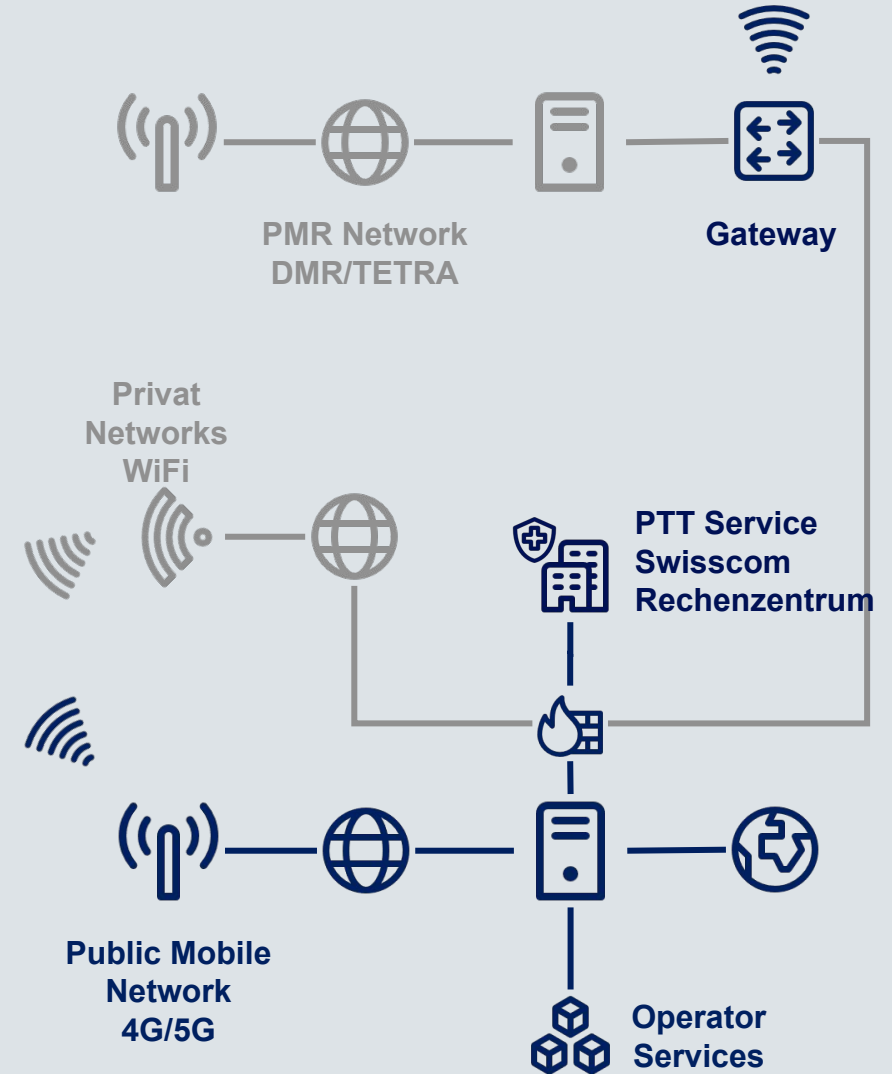 PMR Network
DMR/TETRA
Gateway
Privat
Networks
WiFi
PTT Service
Swisscom
Rechenzentrum
Public Mobile
Network
4G/5G
Operator
Services